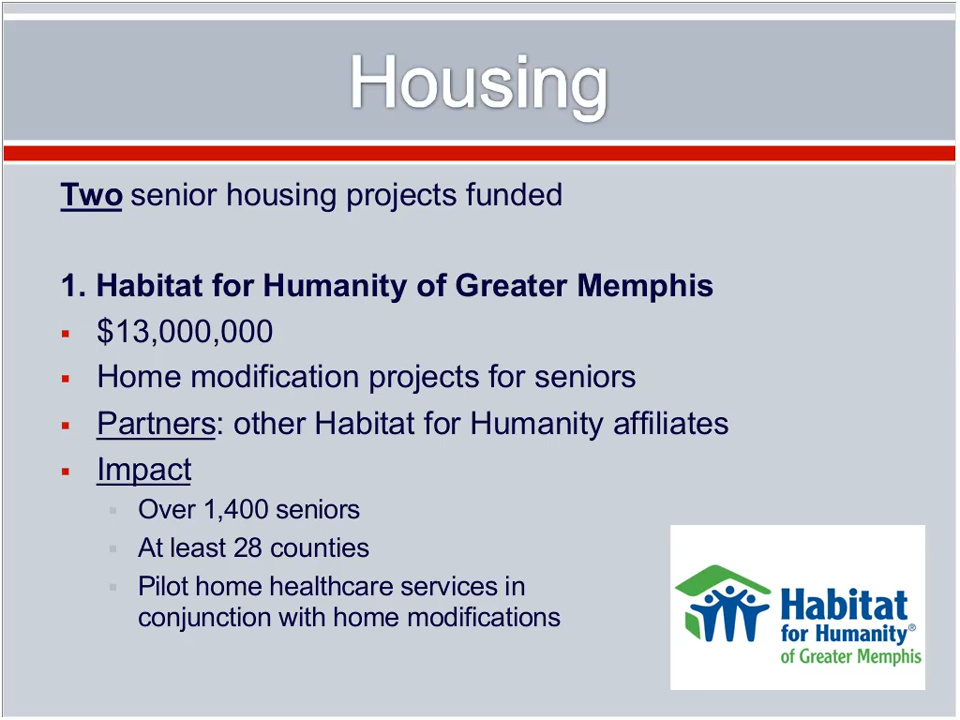 Housing
Two senior housing projects funded
1. Habitat for Humanity of Greater Memphis
▪ $13,000,000
▪ Home modification projects for seniors
▪ Partners: other Habitat for Humanity affiliates
▪ Impact
▪ Over 1,400 seniors
▪ At least 28 counties
▪ Pilot home healthcare services in
conjunction with home modifications
Habitat
for Humanity®
of Greater Memphis